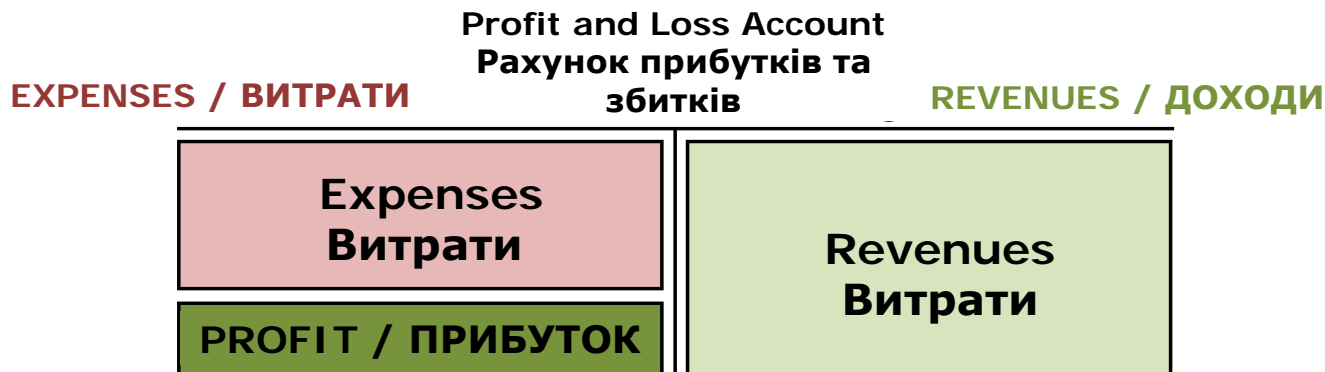 Profit and Loss Account
Рахунок прибутків та
збитків
EXPENSES / ВИТРАТИ
REVENUES / ДОХОДИ
Expenses
Витрати
PROFIT / ПРИБУТОК
Revenues
Витрати